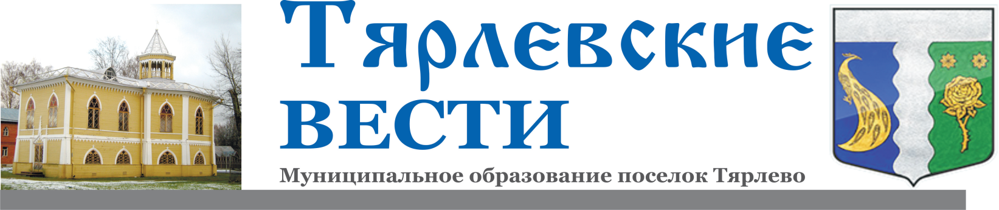 Тярлевские
ВЕСТИ
Муниципальное образование поселок Тярлево